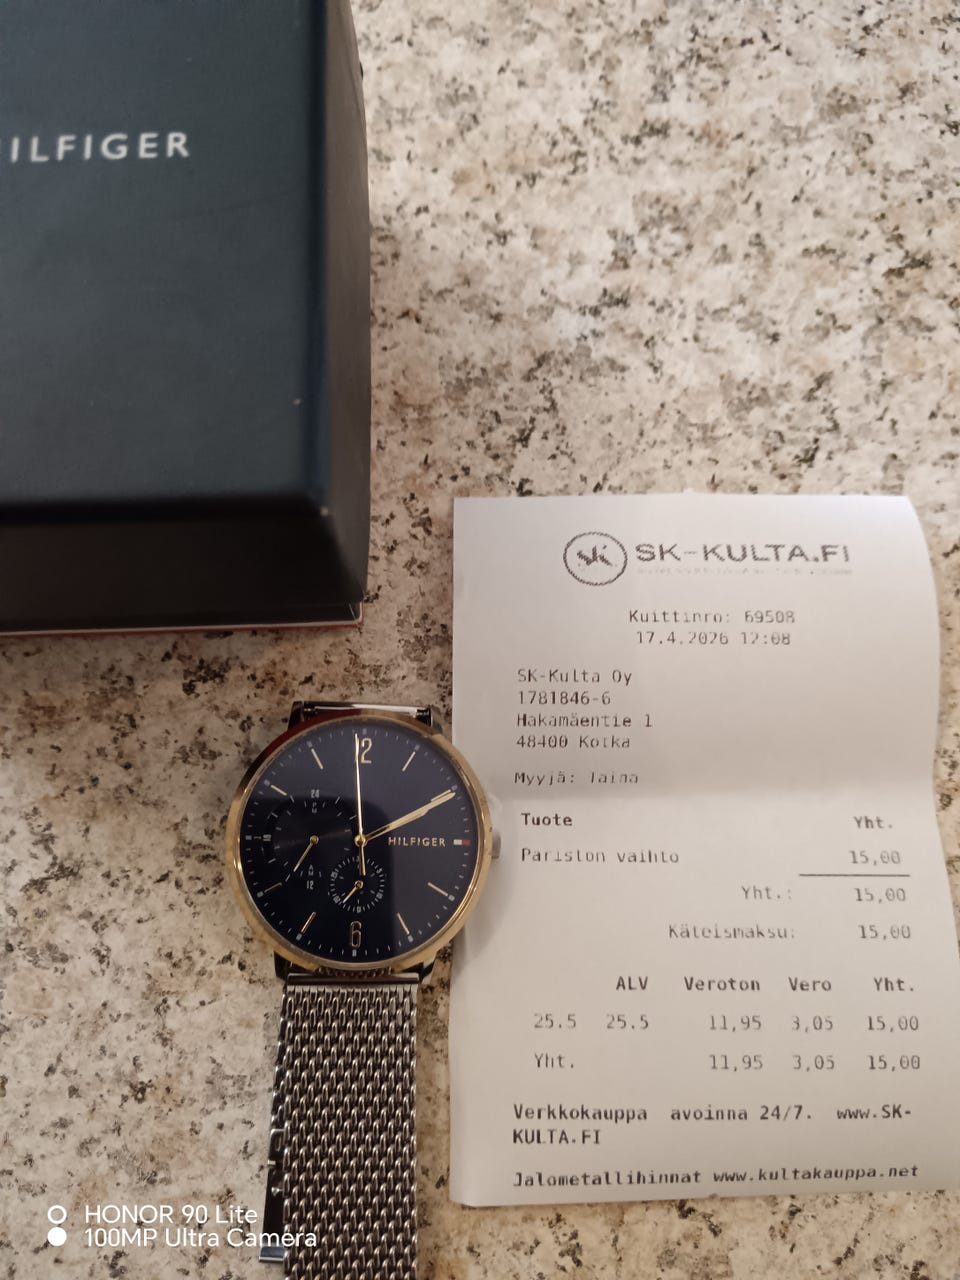 HILFIGER
24
PM
AM
12
12
HILFIGER
6
SK-KULTA.FI
Kuittinro: 69508
17.4.2026 12:08
SK-Kulta Oy
1781846-6
Hakamäentie 1
48400 Kotka
Myyjä: Taina
Tuote Yht.
Pariston vaihto 15,00
Yht.: 15,00
Käteismaksu: 15,00
ALV Veroton Vero Yht.
25.5 25.5 11,95 3,05 15,00
Yht. 11,95 3,05 15,00
Verkkokauppa avoinna 24/7. www.SK-
KULTA.FI
Jalometallihinnat www.kultakauppa.net
HONOR 90 Lite
100MP Ultra Camera